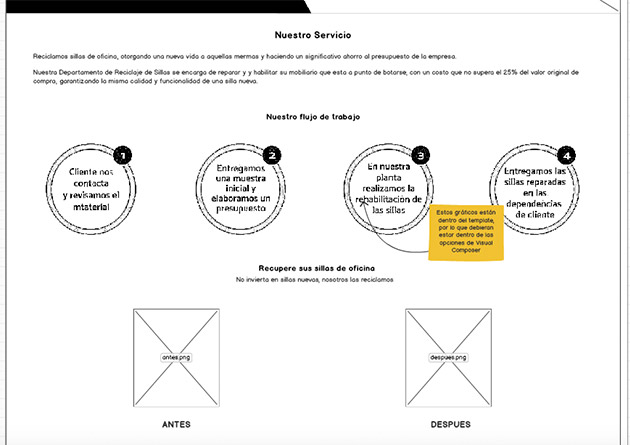 Nuestro Servicio
Reciclamos sillas de oficina, otorgando una nueva vida a aquellas mermas y haciendo un significativo ahorro al presupuesto de la empresa.
Nuestro Departamento de Reciclaje de Sillas se encarga de reparar y y habilitar su mobiliario que esta a punto de botarse, con un costo que no supera el 25% del valor original de
compra, garantizando la misma calidad y funcionalidad de una silla nueva.
Nuestro flujo de trabajo
1
Cliente nos
contacta
y revisamos el
mtaterial
2
Entregamos
una muestra
inicial y
elaboramos un
presupuesto
3
En nuestra
planta
realizamos la
rehabilitación de
las sillas
4
Entregamos las
sillas reparadas
en las
dependencias
de cliente
Estos gráficos están
dentro del template,
por lo que debieran
estar dentro de las
opciones de Visual
Composer
Recupere sus sillas de oficina
No invierta en sillas nuevas, nosotros las reciclamos
antes.png
despues.png
ANTES
DESPUES